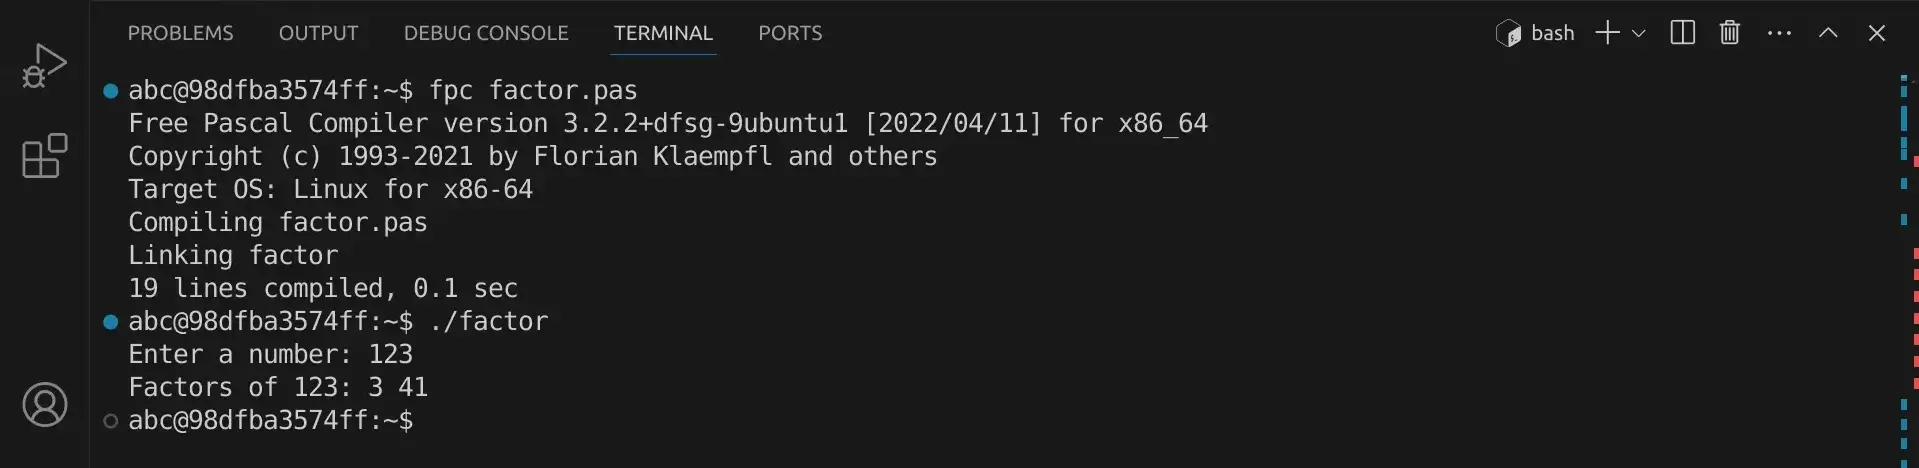 PROBLEMS OUTPUT DEBUG CONSOLE TERMINAL PORTS bash
abc@98dfba3574ff:~$ fpc factor.pas
Free Pascal Compiler version 3.2.2+dfsg-9ubuntu1 [2022/04/11] for x86_64
Copyright (c) 1993-2021 by Florian Klaempfl and others
Target OS: Linux for x86-64
Compiling factor.pas
Linking factor
19 lines compiled, 0.1 sec
abc@98dfba3574ff:~$ ./factor
Enter a number: 123
Factors of 123: 3 41
abc@98dfba3574ff:~$